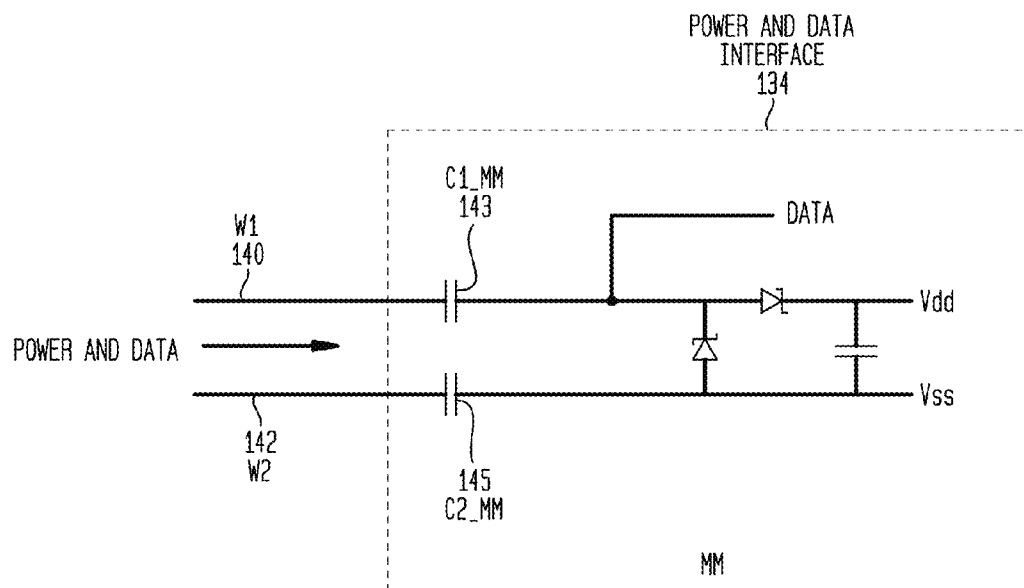 POWER AND DATA
INTERFACE
134
C1_MM
143
DATA
W1
140
Vdd
POWER AND DATA
Vss
142
W2
145
C2_MM
MM